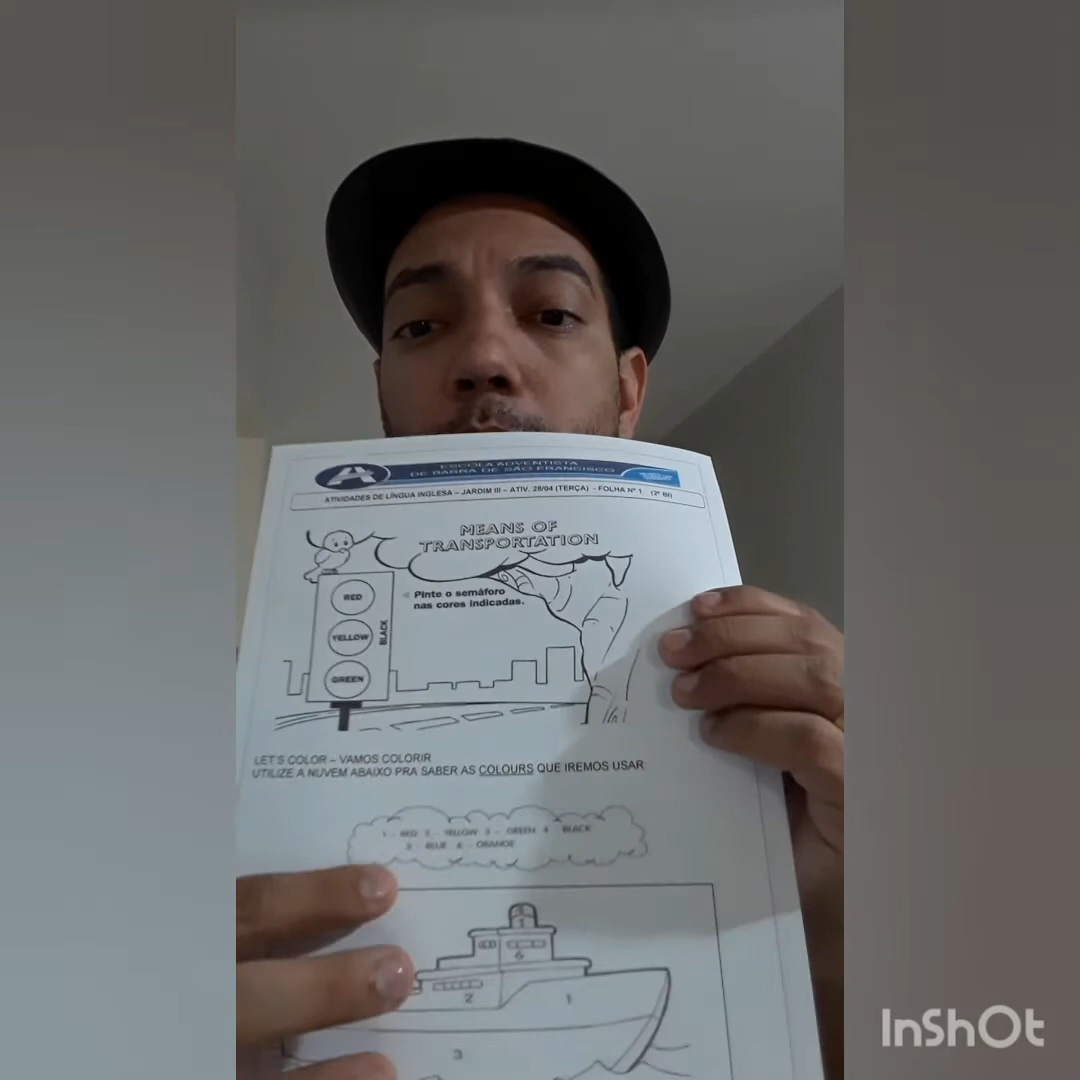 ESCOLA ADVENTISTA
DE BARRA DE SÃO FRANCISCO
ATIVIDADES DE LÍNGUA INGLESA – JARDIM III – ATIV. 28/04 (TERÇA) - FOLHA Nº 1 (2º BI)
MEANS OF
TRANSPORTATION
Pinte o semáforo
nas cores indicadas.
RED
YELLOW
BLACK
GREEN
LET'S COLOR – VAMOS COLORIR
UTILIZE A NUVEM ABAIXO PRA SABER AS COLOURS QUE IREMOS USAR
1 - RED 2 - YELLOW 3 - GREEN 4 - BLACK
5 - BLUE 6 - ORANGE
1
6
2
1
3
InShOt